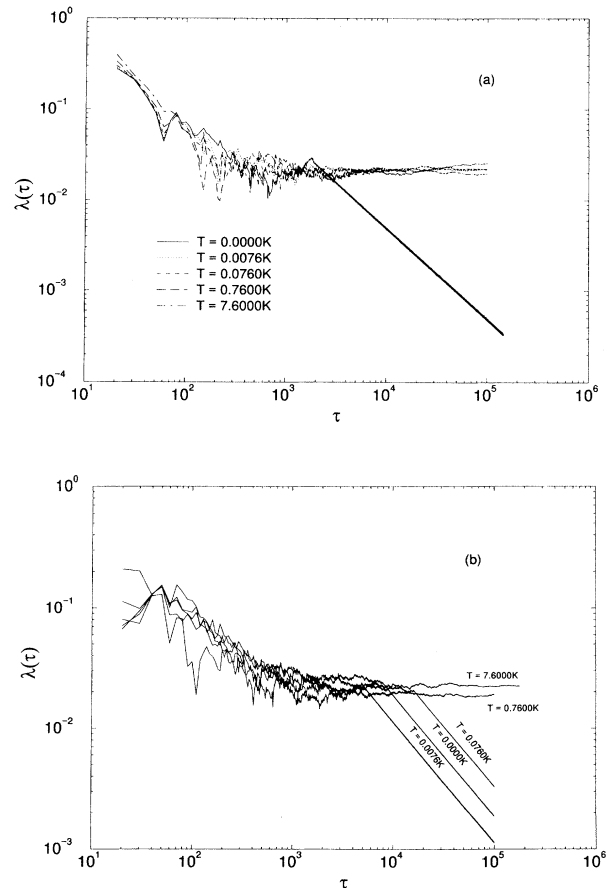 10^0
(a)
10^-1
λ(τ)
10^-2
T = 0.0000K
T = 0.0076K
T = 0.0760K
T = 0.7600K
T = 7.6000K
10^-3
10^-4
10^1 10^2 10^3 10^4 10^5 10^6
τ
10^0
(b)
10^-1
λ(τ)
T = 7.6000K
T = 0.7600K
10^-2
T = 0.0076K
T = 0.0000K
T = 0.0760K
10^-3
10^1 10^2 10^3 10^4 10^5 10^6
τ